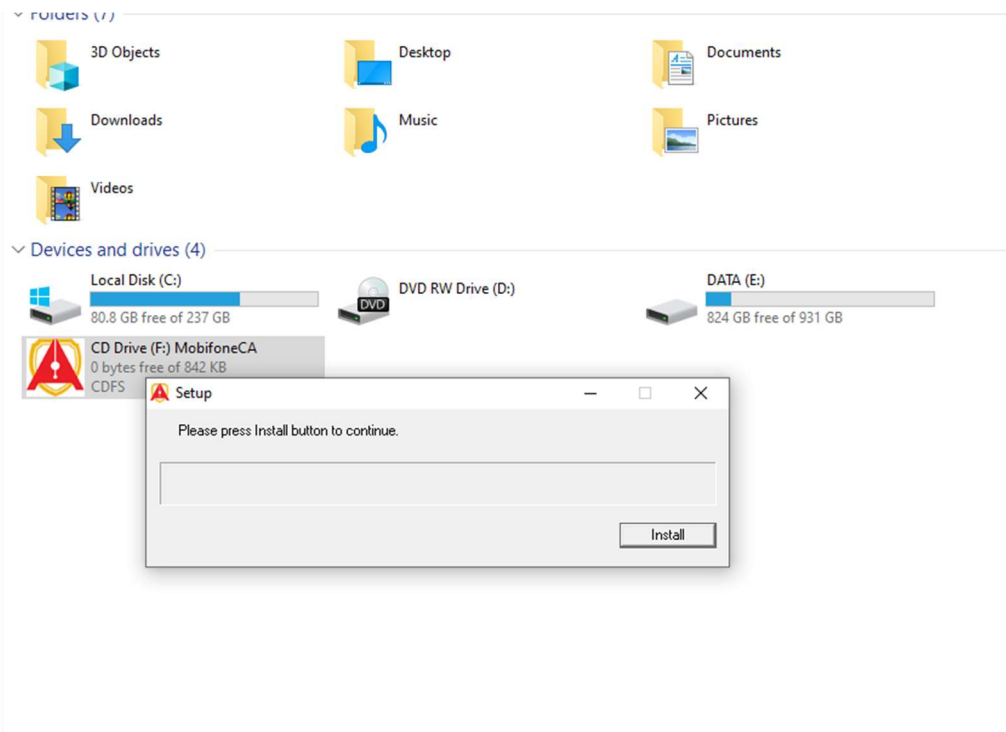 Folders (7)
3D Objects
Desktop
Documents
Downloads
Music
Pictures
Videos
Devices and drives (4)
Local Disk (C:)
80.8 GB free of 237 GB
DVD
DVD RW Drive (D:)
DATA (E:)
824 GB free of 931 GB
CD Drive (F:) MobifoneCA
0 bytes free of 842 KB
CDFS
Setup
Please press Install button to continue.
Install